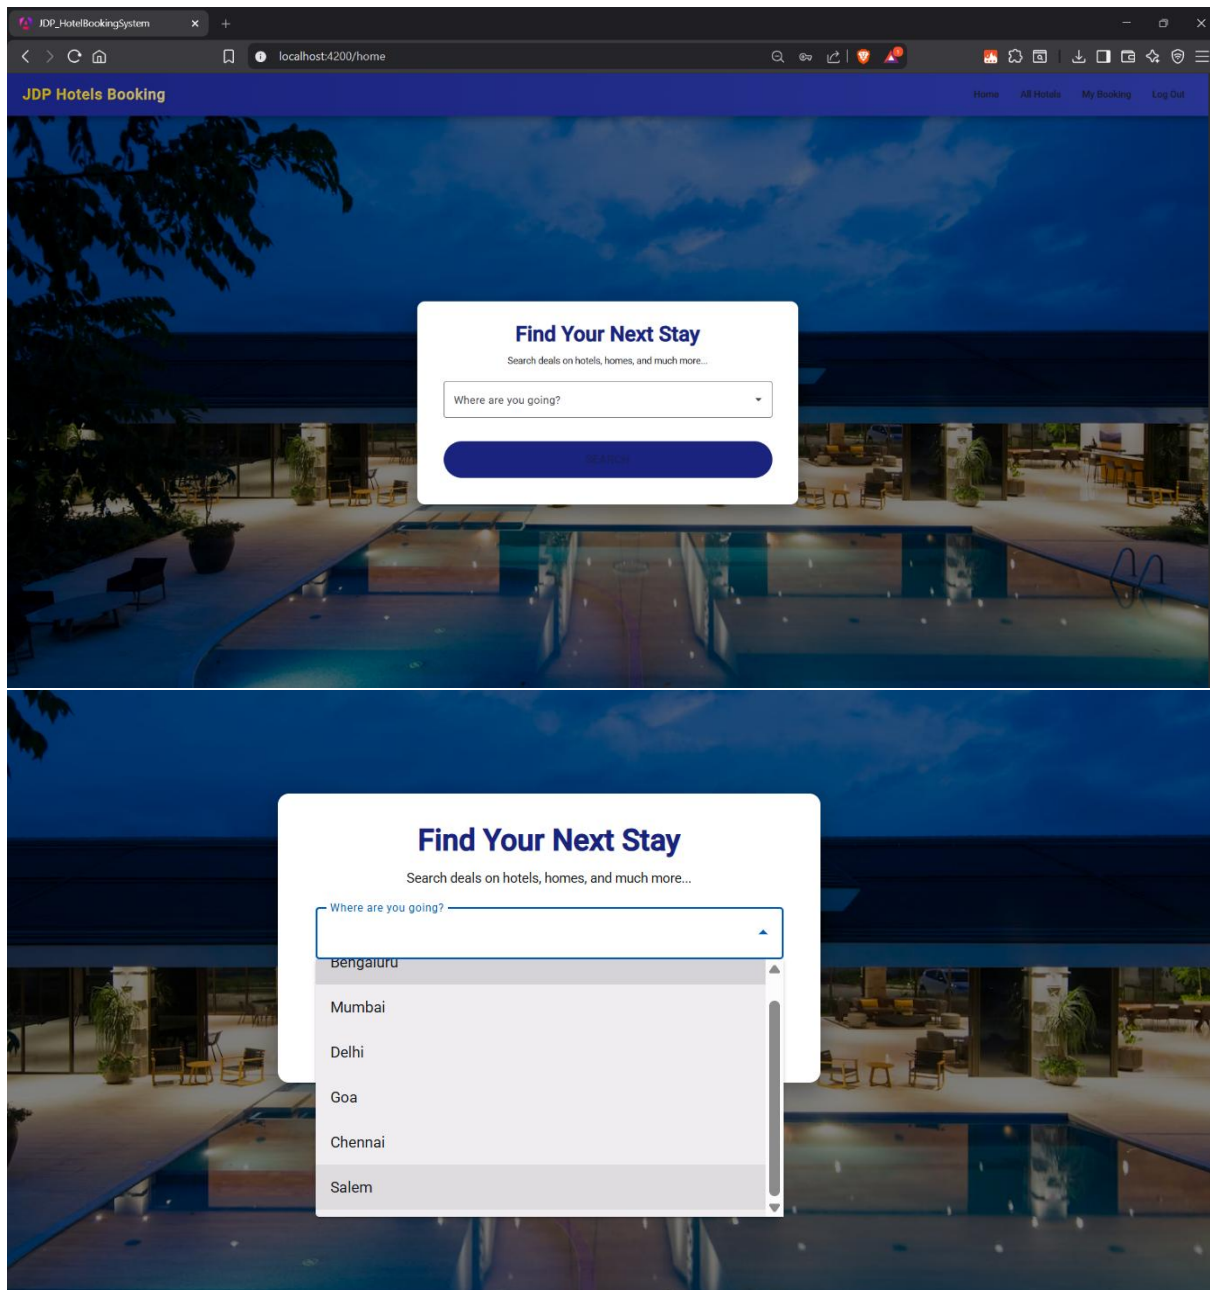 JDP_HotelBookingSystem
localhost:4200/home
JDP Hotels Booking
Home All Hotels My Booking Log Out
Find Your Next Stay
Search deals on hotels, homes, and much more...
Where are you going?
SEARCH
Find Your Next Stay
Search deals on hotels, homes, and much more...
Where are you going?
Bengaluru
Mumbai
Delhi
Goa
Chennai
Salem